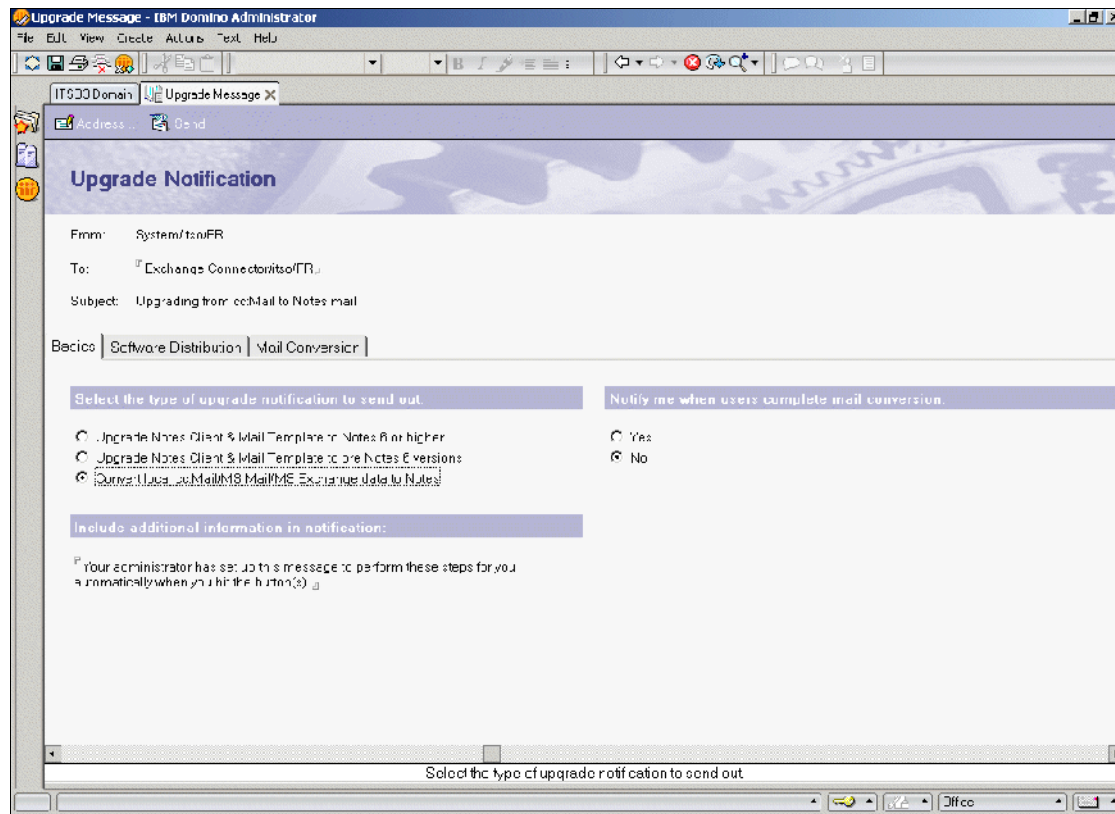 Upgrade Message - IBM Domino Administrator
File Edit View Create Actions Text Help
ITSO3 Domain Upgrade Message
Address... Send
Upgrade Notification
From: System/itso/FR
To: Exchange Connector/itso/FR
Subject: Upgrading from cc:Mail to Notes mail
Basics Software Distribution Mail Conversion
Select the type of upgrade notification to send out.
Notify me when users complete mail conversion.
Upgrade Notes Client & Mail Template to Notes 6 or higher
Yes
Upgrade Notes Client & Mail Template to pre Notes 6 versions
No
Convert local cc:Mail/MS Mail/MS Exchange data to Notes
Include additional information in notification:
Your administrator has set up this message to perform these steps for you
automatically when you hit the button(s)
Select the type of upgrade notification to send out
Office